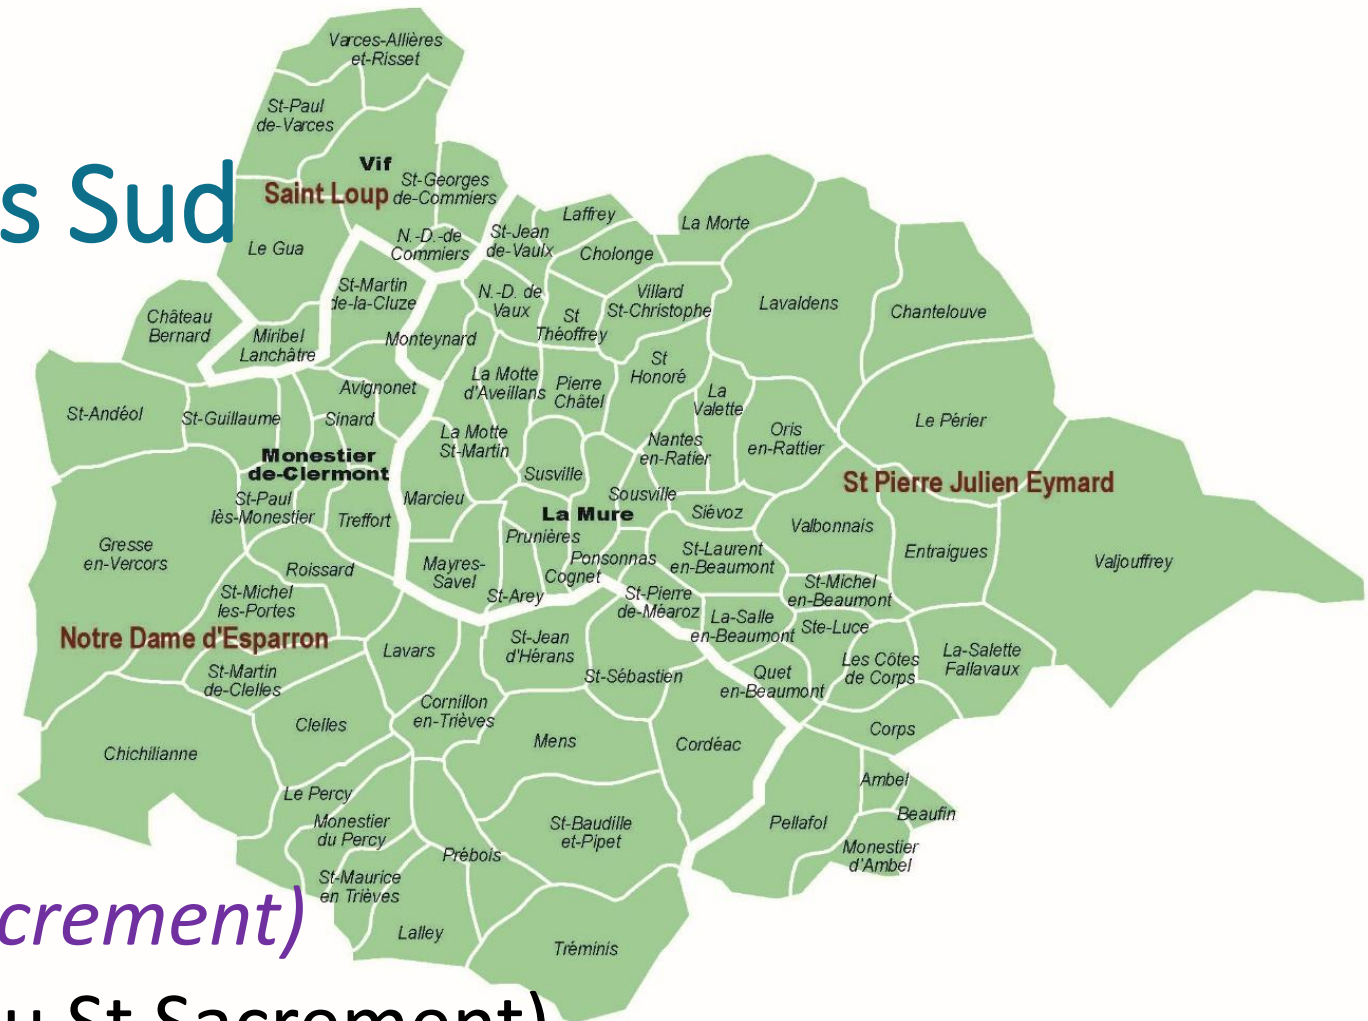 Varces-Allières
et-Risset
St-Paul
de-Varces
s Sud
Vif
Saint Loup
St-Georges
de-Commiers
Le Gua
N.-D.-de
Commiers
St-Jean
de-Vaulx
Laffrey
Cholonge
La Morte
St-Martin
de-la-Cluze
Château
Bernard
Miribel
Lanchâtre
Monteynard
N.-D. de
Vaux
St
Théoffrey
Villard
St-Christophe
Lavaldens
Chantelouve
St-Andéol
St-Guillaume
Avignonet
Sinard
La Motte
d'Aveillans
Pierre
Châtel
St
Honoré
La
Valette
Le Périer
La Motte
St-Martin
Nantes
en-Ratier
Oris
en-Rattier
Monestier
de-Clermont
Susville
Sousville
St Pierre Julien Eymard
St-Paul
lès-Monestier
Treffort
Marcieu
La Mure
Siévoz
Valbonnais
Prunières
Gresse
en-Vercors
Roissard
Mayres-
Savel
Ponsonnas
Cognet
St-Laurent
en-Beaumont
Entraigues
Valjouffrey
St-Michel
les-Portes
St-Arey
St-Pierre
de-Méaroz
St-Michel
en-Beaumont
Notre Dame d'Esparron
Lavars
St-Jean
d'Hérans
La-Salle
en-Beaumont
Ste-Luce
St-Martin
de-Clelles
St-Sébastien
Quet
en-Beaumont
Les Côtes
de Corps
La-Salette
Fallavaux
Cornillon
en-Trièves
Clelles
Mens
Cordéac
Corps
Chichilianne
Le Percy
Ambel
Beaufin
Monestier
du Percy
St-Baudille
et-Pipet
Pellafol
Monestier
d'Ambel
Prébois
St-Maurice
en Trièves
Lalley
Tréminis
crement)
u St Sacrement)